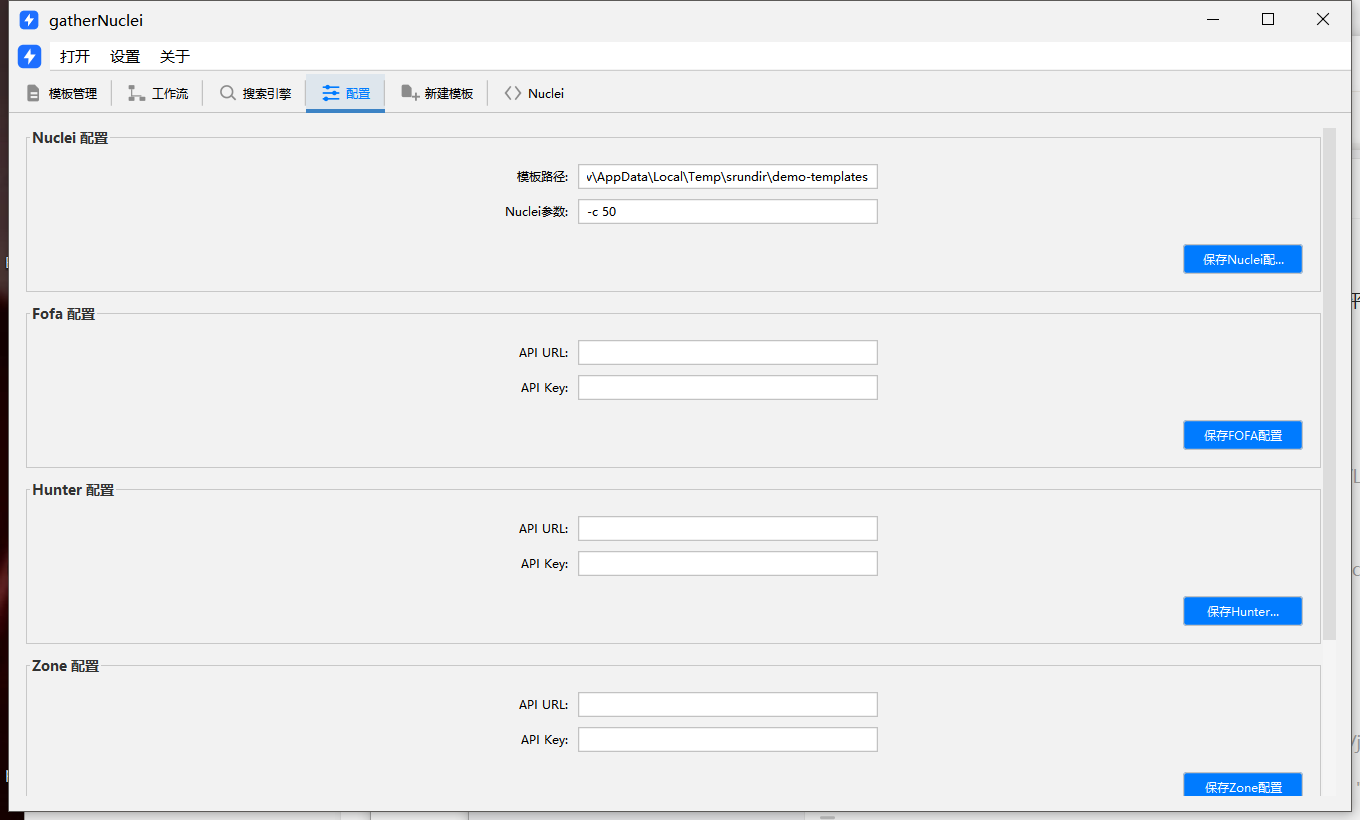 gatherNuclei
打开 设置 关于
模板管理 工作流 搜索引擎 配置 新建模板 Nuclei
Nuclei 配置
模板路径: v\AppData\Local\Temp\srundir\demo-templates
Nuclei参数: -c 50
保存Nuclei配...
Fofa 配置
API URL:
API Key:
保存FOFA配置
Hunter 配置
API URL:
API Key:
保存Hunter...
Zone 配置
API URL:
API Key:
保存Zone配置